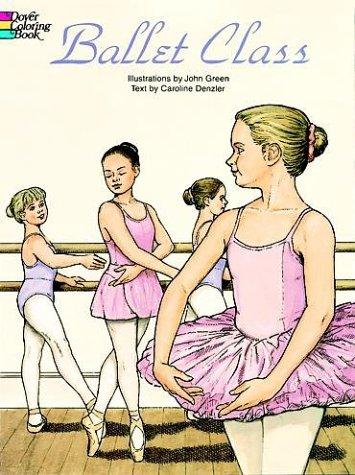 Dover
Coloring
Book
Ballet Class
Illustrations by John Green
Text by Caroline Denzler